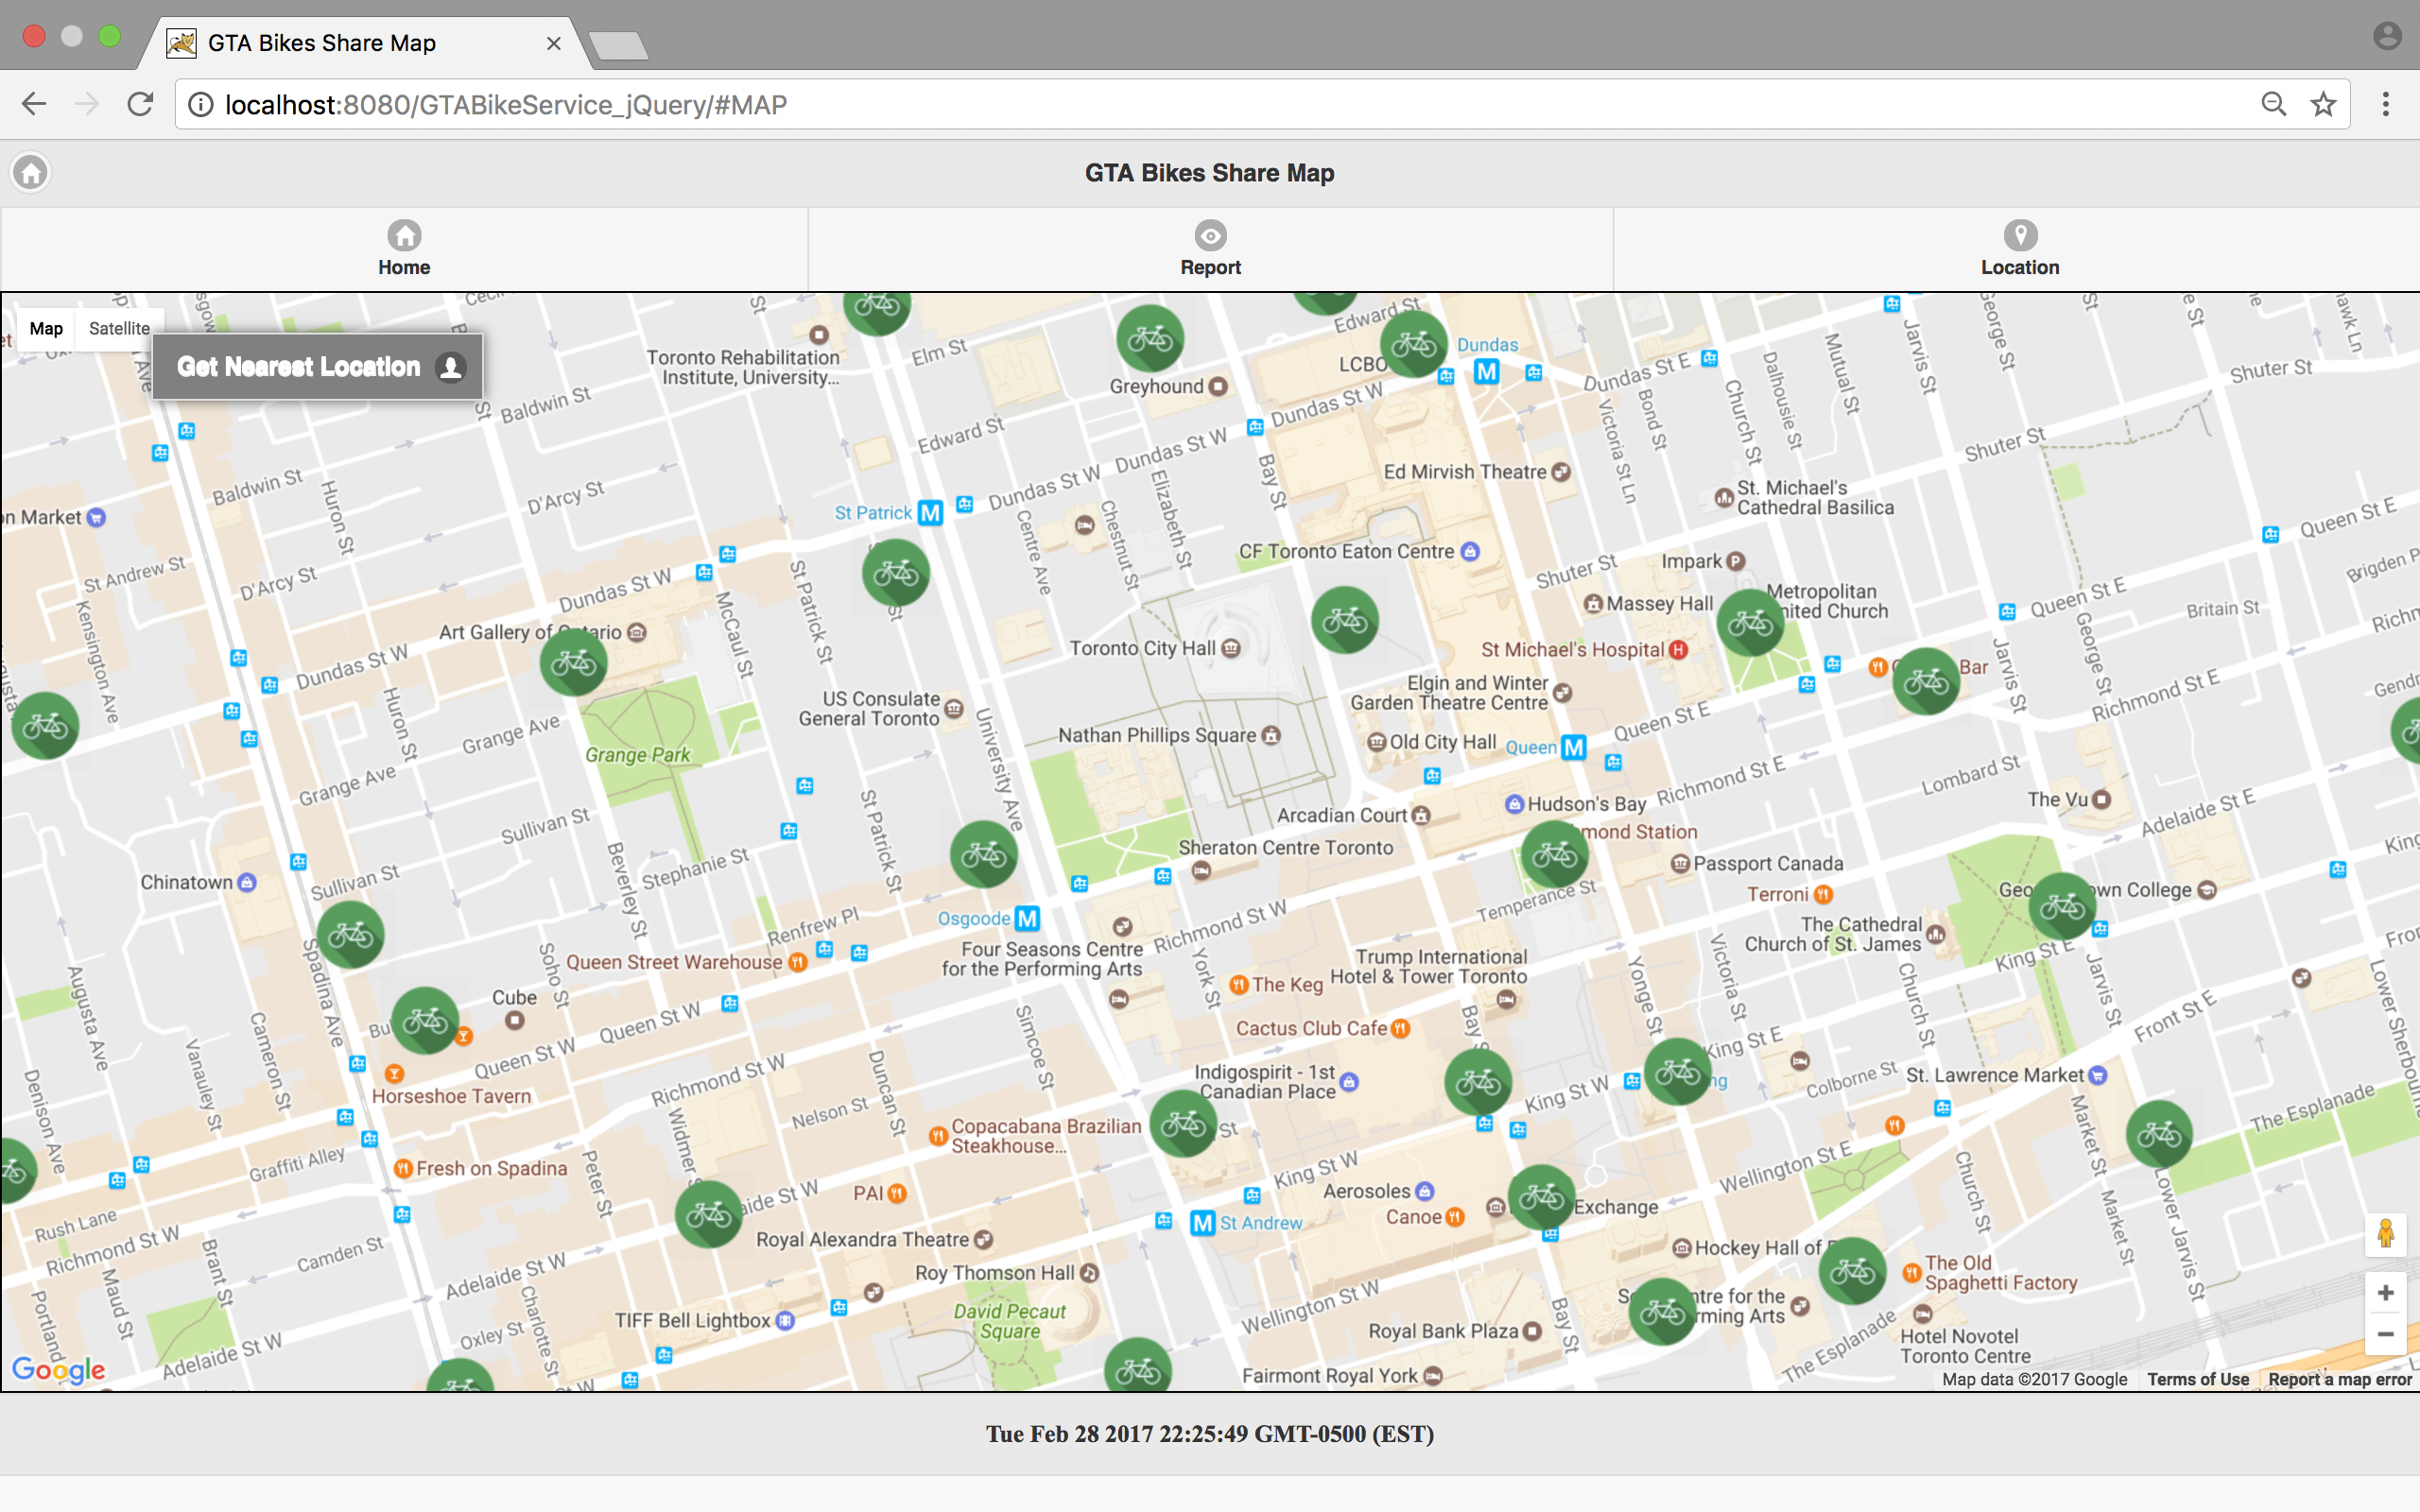 GTA Bikes Share Map
localhost:8080/GTABikeService_jQuery/#MAP
GTA Bikes Share Map
Home
Report
Location
Map
Satellite
Get Nearest Location
Toronto Rehabilitation
Institute, University...
Elm St
Edward St
Greyhound
LCBO
Dundas
Dundas St E
Dundas St W
Shuter St
Mutual St
Jarvis St
George St
Dalhousie St
Church St
Bond St
Victoria St Ln
Baldwin St
Edward St
Dundas St W
Bay St
Ed Mirvish Theatre
Shuter St
Baldwin St
Huron St
D'Arcy St
St Patrick
Dundas St W
Elizabeth St
Chestnut St
Centre Ave
St. Michael's
Cathedral Basilica
Queen St E
St Andrew St
D'Arcy St
Kensington Ave
Dundas St W
McCaul St
St Patrick St
CF Toronto Eaton Centre
Shuter St
Impark
Massey Hall
Metropolitan
Queen St E
Britain St
Art Gallery of
Toronto City Hall
St Michael's Hospital
Bar
Dundas St W
Huron St
Grange Ave
Grange Park
US Consulate
General Toronto
University Ave
Nathan Phillips Square
Elgin and Winter
Garden Theatre Centre
Old City Hall
Queen
Queen St E
Jarvis St
George St
Richmond St E
Grange Ave
Sullivan St
St Patrick St
Arcadian Court
Hudson's Bay
Richmond St E
Lombard St
The Vu
Adelaide St E
Chinatown
Sullivan St
Beverley St
Stephanie St
Sheraton Centre Toronto
Station
Passport Canada
Terroni
College
Temperance St
Renfrew Pl
Osgoode
Richmond St W
Four Seasons Centre
for the Performing Arts
The Cathedral
Church of St. James
King St E
Spadina Ave
Soho St
Queen Street Warehouse
York St
The Keg
Trump International
Hotel & Tower Toronto
Yonge St
Victoria St
Church St
Jarvis St
Augusta Ave
Cube
Queen St W
Simcoe St
Cactus Club Cafe
Front St E
Cameron St
Vanauley St
Queen St W
Richmond St W
Duncan St
Indigospirit - 1st
Canadian Place
King St W
King St E
Colborne St
St. Lawrence Market
Denison Ave
Horseshoe Tavern
Nelson St
Copacabana Brazilian
Steakhouse...
The Esplanade
Market St
Graffiti Alley
Fresh on Spadina
Peter St
King St W
Wellington St E
Church St
Lower Jarvis St
Market St
PAI
Aerosoles
Canoe
Exchange
St Andrew
Rush Lane
Richmond St W
Brant St
Camden St
Adelaide St W
Royal Alexandra Theatre
Roy Thomson Hall
Hockey Hall of
The Old
Spaghetti Factory
Maud St
Charlotte St
Oxley St
TIFF Bell Lightbox
David Pecaut
Square
Wellington St W
Bay St
Royal Bank Plaza
Adelaide St W
The Esplanade
Hotel Novotel
Toronto Centre
Fairmont Royal York
Google
Map data ©2017 Google
Terms of Use
Report a map error
Tue Feb 28 2017 22:25:49 GMT-0500 (EST)